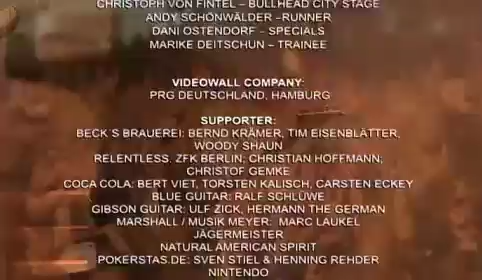 CHRISTOPH VON FINTEL – BULLHEAD CITY STAGE
ANDY SCHÖNWÄLDER –RUNNER
DANI OSTENDORF – SPECIALS
MARIKE DEITSCHUN – TRAINEE
VIDEOWALL COMPANY:
PRG DEUTSCHLAND, HAMBURG
SUPPORTER:
BECK´S BRAUEREI: BERND KRÄMER, TIM EISENBLÄTTER,
WOODY SHAUN
RELENTLESS, ZFK BERLIN; CHRISTIAN HOFFMANN;
CHRISTOF GEMKE
COCA COLA: BERT VIET, TORSTEN KALISCH, CARSTEN ECKEY
BLUE GUITAR: RALF SCHLÜWE
GIBSON GUITAR: ULF ZICK, HERMANN THE GERMAN
MARSHALL / MUSIK MEYER:  MARC LAUKEL
JÄGERMEISTER
NATURAL AMERICAN SPIRIT
POKERSTAS.DE: SVEN STIEL & HENNING REHDER
NINTENDO